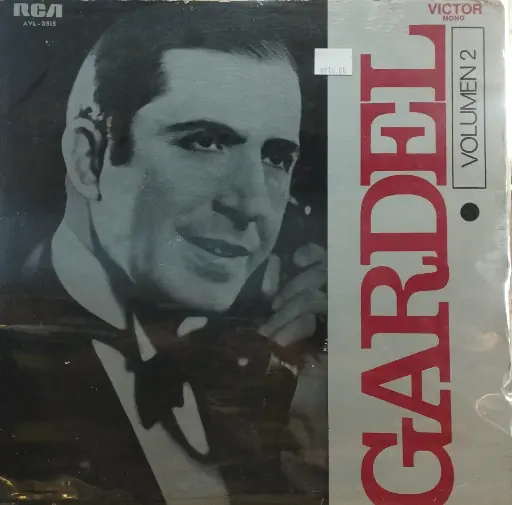 RCA
AVL-3515
VICTOR
MONO
VOLUMEN 2
GARDEL